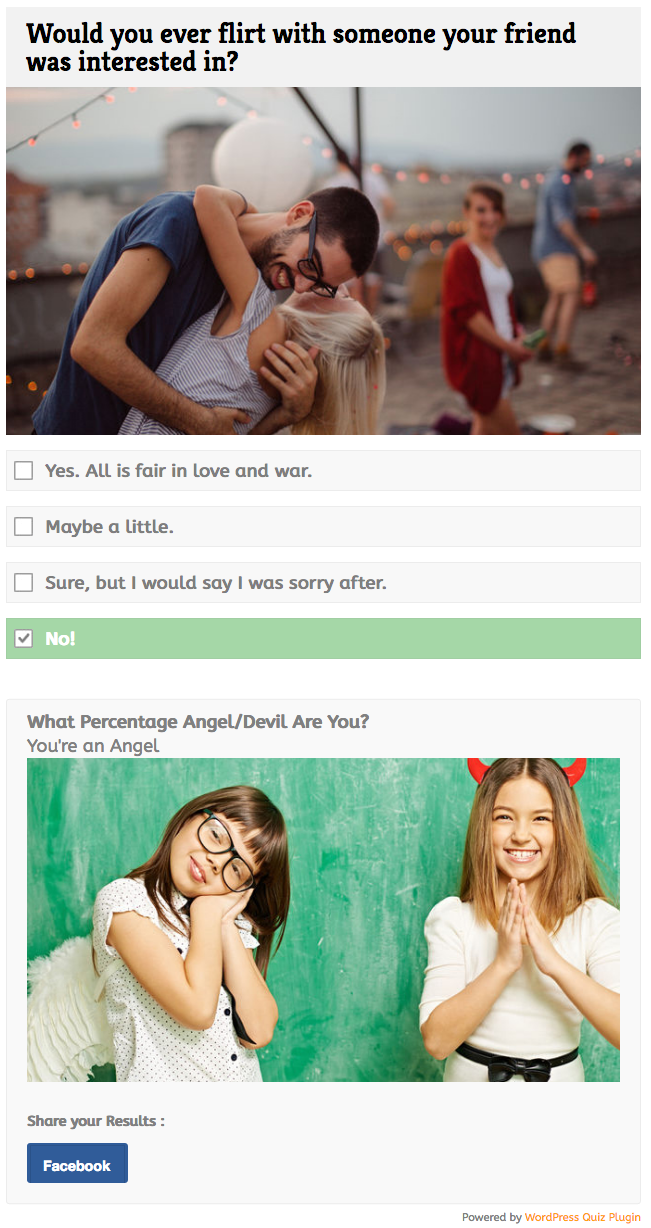 Would you ever flirt with someone your friend
was interested in?
Yes. All is fair in love and war.
Maybe a little.
Sure, but I would say I was sorry after.
No!
What Percentage Angel/Devil Are You?
You're an Angel
Share your Results :
Facebook
Powered by WordPress Quiz Plugin